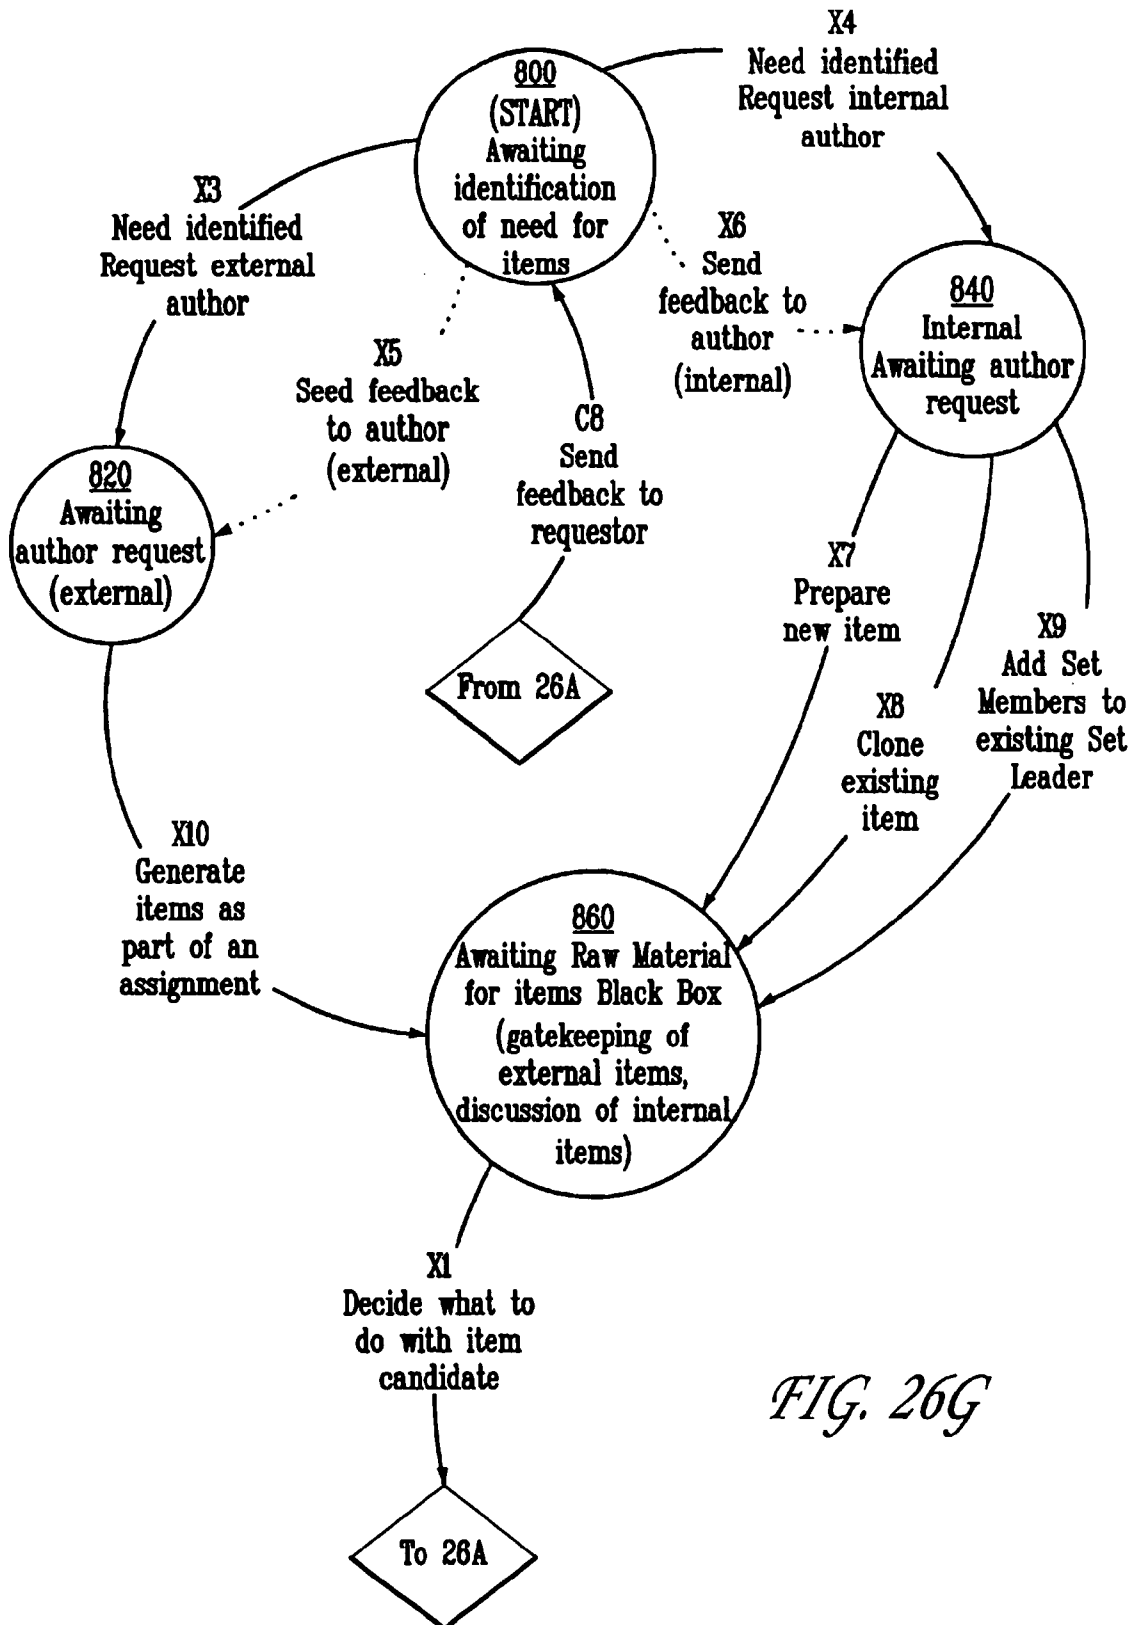 X4
Need identified
Request internal
author
800
(START)
Awaiting
identification
of need for
items
X3
Need identified
Request external
author
X6
Send
feedback to
author
(internal)
840
Internal
Awaiting author
request
X5
Seed feedback
to author
(external)
C8
Send
feedback to
requestor
820
Awaiting
author request
(external)
X7
Prepare
new item
X9
Add Set
Members to
existing Set
Leader
From 26A
X8
Clone
existing
item
X10
Generate
items as
part of an
assignment
860
Awaiting Raw Material
for items Black Box
(gatekeeping of
external items,
discussion of internal
items)
X1
Decide what to
do with item
candidate
FIG. 26G
To 26A